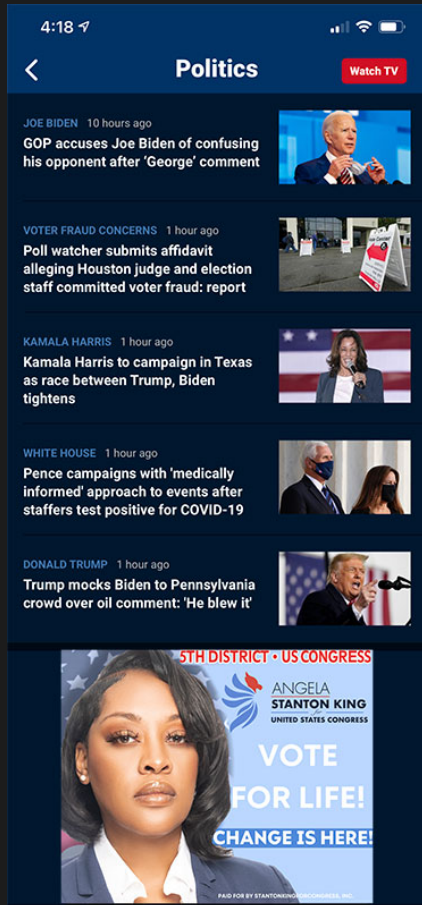 4:18
Politics
Watch TV
JOE BIDEN 10 hours ago
GOP accuses Joe Biden of confusing
his opponent after ‘George’ comment
VOTER FRAUD CONCERNS 1 hour ago
Poll watcher submits affidavit
alleging Houston judge and election
staff committed voter fraud: report
KAMALA HARRIS 1 hour ago
Kamala Harris to campaign in Texas
as race between Trump, Biden
tightens
WHITE HOUSE 1 hour ago
Pence campaigns with 'medically
informed' approach to events after
staffers test positive for COVID-19
DONALD TRUMP 1 hour ago
Trump mocks Biden to Pennsylvania
crowd over oil comment: 'He blew it'
5TH DISTRICT • US CONGRESS
ANGELA
STANTON KING
for
UNITED STATES CONGRESS
VOTE
FOR LIFE!
CHANGE IS HERE!
PAID FOR BY STANTONKINGFORCONGRESS, INC.